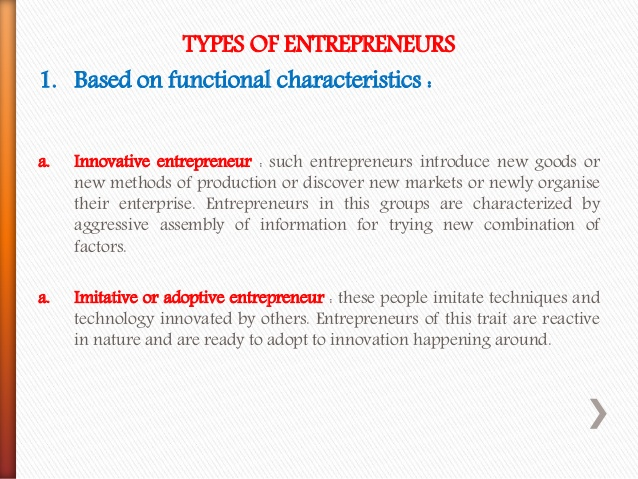 TYPES OF ENTREPRENEURS
1. Based on functional characteristics :
a. Innovative entrepreneur : such entrepreneurs introduce new goods or
new methods of production or discover new markets or newly organise
their enterprise. Entrepreneurs in this groups are characterized by
aggressive assembly of information for trying new combination of
factors.
a. Imitative or adoptive entrepreneur : these people imitate techniques and
technology innovated by others. Entrepreneurs of this trait are reactive
in nature and are ready to adopt to innovation happening around.